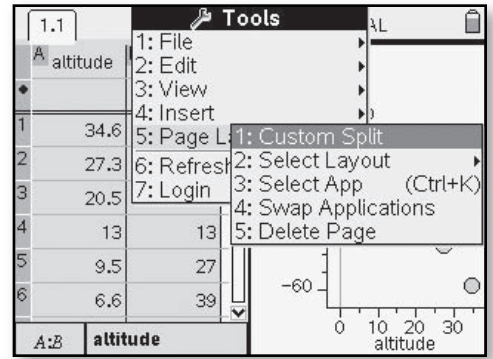 1.1
Tools
AL
A altitude
1: File
2: Edit
3: View
4: Insert
5: Page L
6: Refresh
7: Login
1: Custom Split
2: Select Layout
3: Select App (Ctrl+K)
4: Swap Applications
5: Delete Page
1 34.6
2 27.3
3 20.5
4 13 13
5 9.5 27
6 6.6 39
A:B altitude
-60
0 10 20 30
altitude